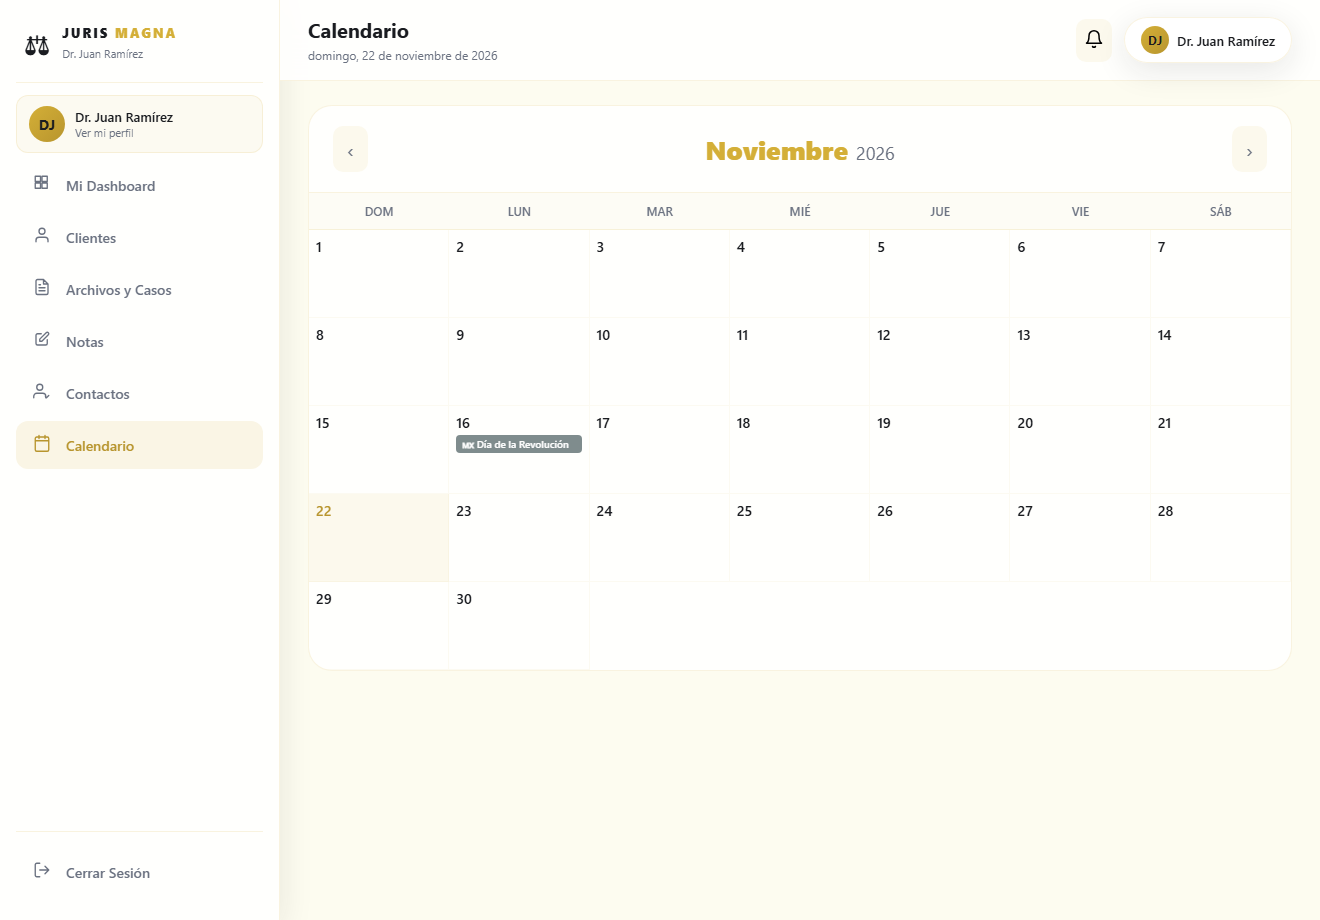 JURIS MAGNA
Dr. Juan Ramírez
DJ
Dr. Juan Ramírez
Ver mi perfil
Mi Dashboard
Clientes
Archivos y Casos
Notas
Contactos
Calendario
Cerrar Sesión
Calendario
domingo, 22 de noviembre de 2026
DJ Dr. Juan Ramírez
‹ Noviembre 2026 ›
DOM LUN MAR MIÉ JUE VIE SÁB
1 2 3 4 5 6 7
8 9 10 11 12 13 14
15 16 17 18 19 20 21
MX Día de la Revolución
22 23 24 25 26 27 28
29 30